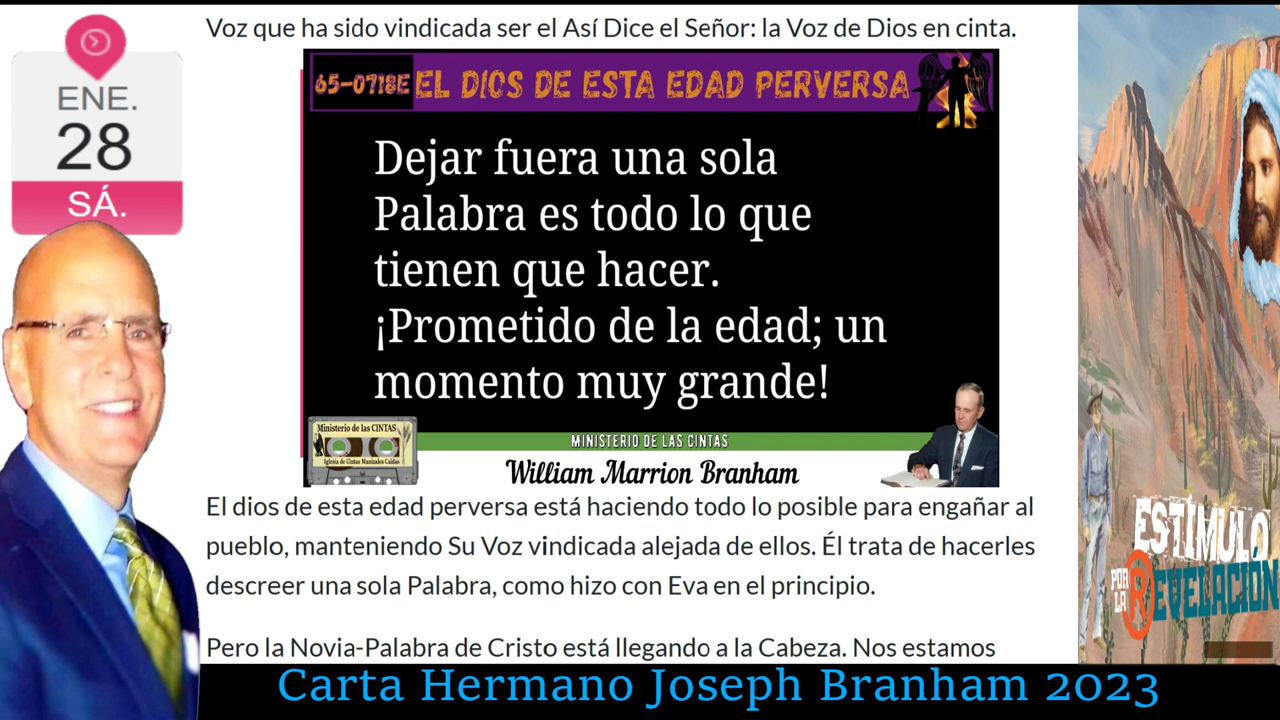 Voz que ha sido vindicada ser el Así Dice el Señor: la Voz de Dios en cinta.
ENE.
28
SÁ.
65-0718E EL DIOS DE ESTA EDAD PERVERSA
Dejar fuera una sola
Palabra es todo lo que
tienen que hacer.
¡Prometido de la edad; un
momento muy grande!
Ministerio de las CINTAS
Iglesia de Cintas Manizales Caldas
MINISTERIO DE LAS CINTAS
William Marrion Branham
El dios de esta edad perversa está haciendo todo lo posible para engañar al
pueblo, manteniendo Su Voz vindicada alejada de ellos. Él trata de hacerles
descreer una sola Palabra, como hizo con Eva en el principio.
Pero la Novia-Palabra de Cristo está llegando a la Cabeza. Nos estamos
ESTÍMULO
POR LA REVELACIÓN
Carta Hermano Joseph Branham 2023